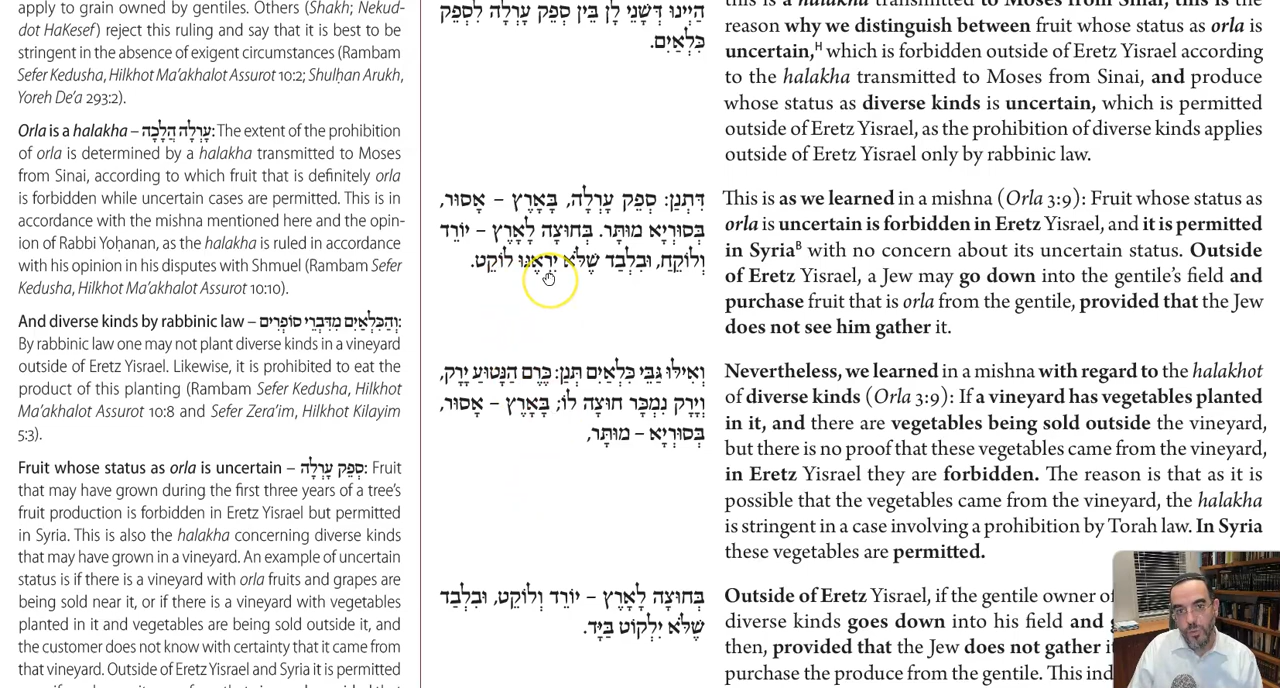 apply to grain owned by gentiles. Others (Shakh; Nekud-
dot HaKesef) reject this ruling and say that it is best to be
stringent in the absence of exigent circumstances (Rambam
Sefer Kedusha, Hilkhot Ma'akhalot Assurot 10:2; Shulḥan Arukh,
Yoreh De'a 293:2).
Orla is a halakha – עָרְלָה הֲלָכָה: The extent of the prohibition
of orla is determined by a halakha transmitted to Moses
from Sinai, according to which fruit that is definitely orla
is forbidden while uncertain cases are permitted. This is in
accordance with the mishna mentioned here and the opin-
ion of Rabbi Yoḥanan, as the halakha is ruled in accordance
with his opinion in his disputes with Shmuel (Rambam Sefer
Kedusha, Hilkhot Ma'akhalot Assurot 10:10).
And diverse kinds by rabbinic law – וְהַכִּלְאַיִם מִדִּבְרֵי סוֹפְרִים:
By rabbinic law one may not plant diverse kinds in a vineyard
outside of Eretz Yisrael. Likewise, it is prohibited to eat the
product of this planting (Rambam Sefer Kedusha, Hilkhot
Ma'akhalot Assurot 10:8 and Sefer Zera'im, Hilkhot Kilayim
5:3).
Fruit whose status as orla is uncertain – סְפֵק עָרְלָה: Fruit
that may have grown during the first three years of a tree's
fruit production is forbidden in Eretz Yisrael but permitted
in Syria. This is also the halakha concerning diverse kinds
that may have grown in a vineyard. An example of uncertain
status is if there is a vineyard with orla fruits and grapes are
being sold near it, or if there is a vineyard with vegetables
planted in it and vegetables are being sold outside it, and
the customer does not know with certainty that it came from
that vineyard. Outside of Eretz Yisrael and Syria it is permitted
הַיְינוּ דְּשָׁנֵי לָן בֵּין סְפֵק עָרְלָה לִסְפֵק
כִּלְאַיִם.
דִּתְנַן: סְפֵק עָרְלָה, בָּאָרֶץ – אָסוּר,
בְּסוּרְיָא מוּתָּר. בְּחוּצָה לָאָרֶץ – יוֹרֵד
וְלוֹקֵחַ, וּבִלְבַד שֶׁלֹּא יִרְאֶנּוּ לוֹקֵט.
וְאִילּוּ גַּבֵּי כִּלְאַיִם תְּנַן: כֶּרֶם הַנָּטוּעַ יָרָק,
וְיָרָק נִמְכָּר חוּצָה לוֹ; בָּאָרֶץ – אָסוּר,
בְּסוּרְיָא – מוּתָּר,
בְּחוּצָה לָאָרֶץ – יוֹרֵד וְלוֹקֵט, וּבִלְבַד
שֶׁלֹּא יִלְקוֹט בַּיָּד.
this is a halakha transmitted to Moses from Sinai, this is the
reason why we distinguish between fruit whose status as orla is
uncertain,ᴴ which is forbidden outside of Eretz Yisrael according
to the halakha transmitted to Moses from Sinai, and produce
whose status as diverse kinds is uncertain, which is permitted
outside of Eretz Yisrael, as the prohibition of diverse kinds applies
outside of Eretz Yisrael only by rabbinic law.
This is as we learned in a mishna (Orla 3:9): Fruit whose status as
orla is uncertain is forbidden in Eretz Yisrael, and it is permitted
in Syriaᴮ with no concern about its uncertain status. Outside
of Eretz Yisrael, a Jew may go down into the gentile's field and
purchase fruit that is orla from the gentile, provided that the Jew
does not see him gather it.
Nevertheless, we learned in a mishna with regard to the halakhot
of diverse kinds (Orla 3:9): If a vineyard has vegetables planted
in it, and there are vegetables being sold outside the vineyard,
but there is no proof that these vegetables came from the vineyard,
in Eretz Yisrael they are forbidden. The reason is that as it is
possible that the vegetables came from the vineyard, the halakha
is stringent in a case involving a prohibition by Torah law. In Syria
these vegetables are permitted.
Outside of Eretz Yisrael, if the gentile owner of
diverse kinds goes down into his field and
then, provided that the Jew does not gather
purchase the produce from the gentile. This